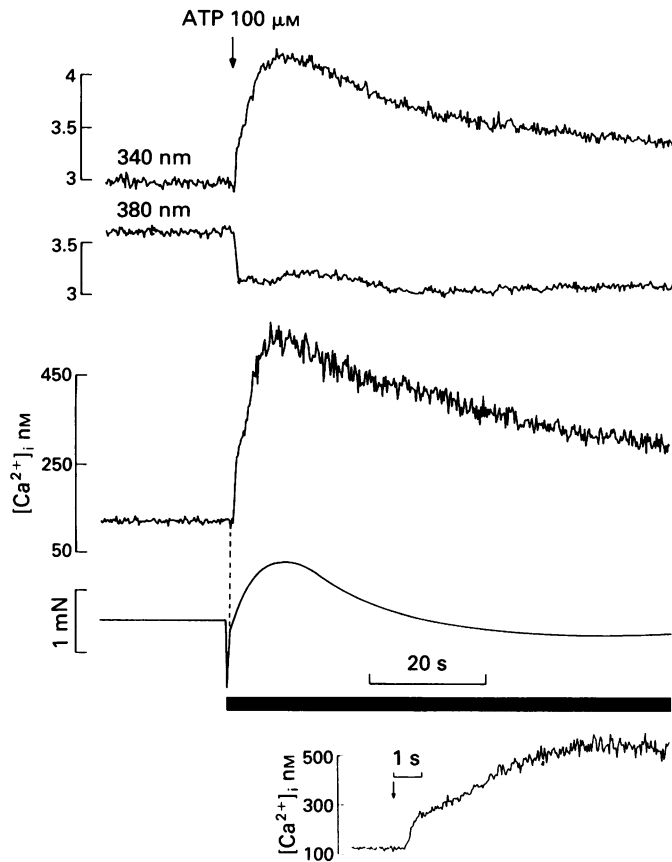 ATP 100 μM
4
3.5
3
340 nm
380 nm
3.5
3
[Ca²⁺]ᵢ, nM
450
250
50
1 mN
20 s
[Ca²⁺]ᵢ, nM
500
300
100
1 s